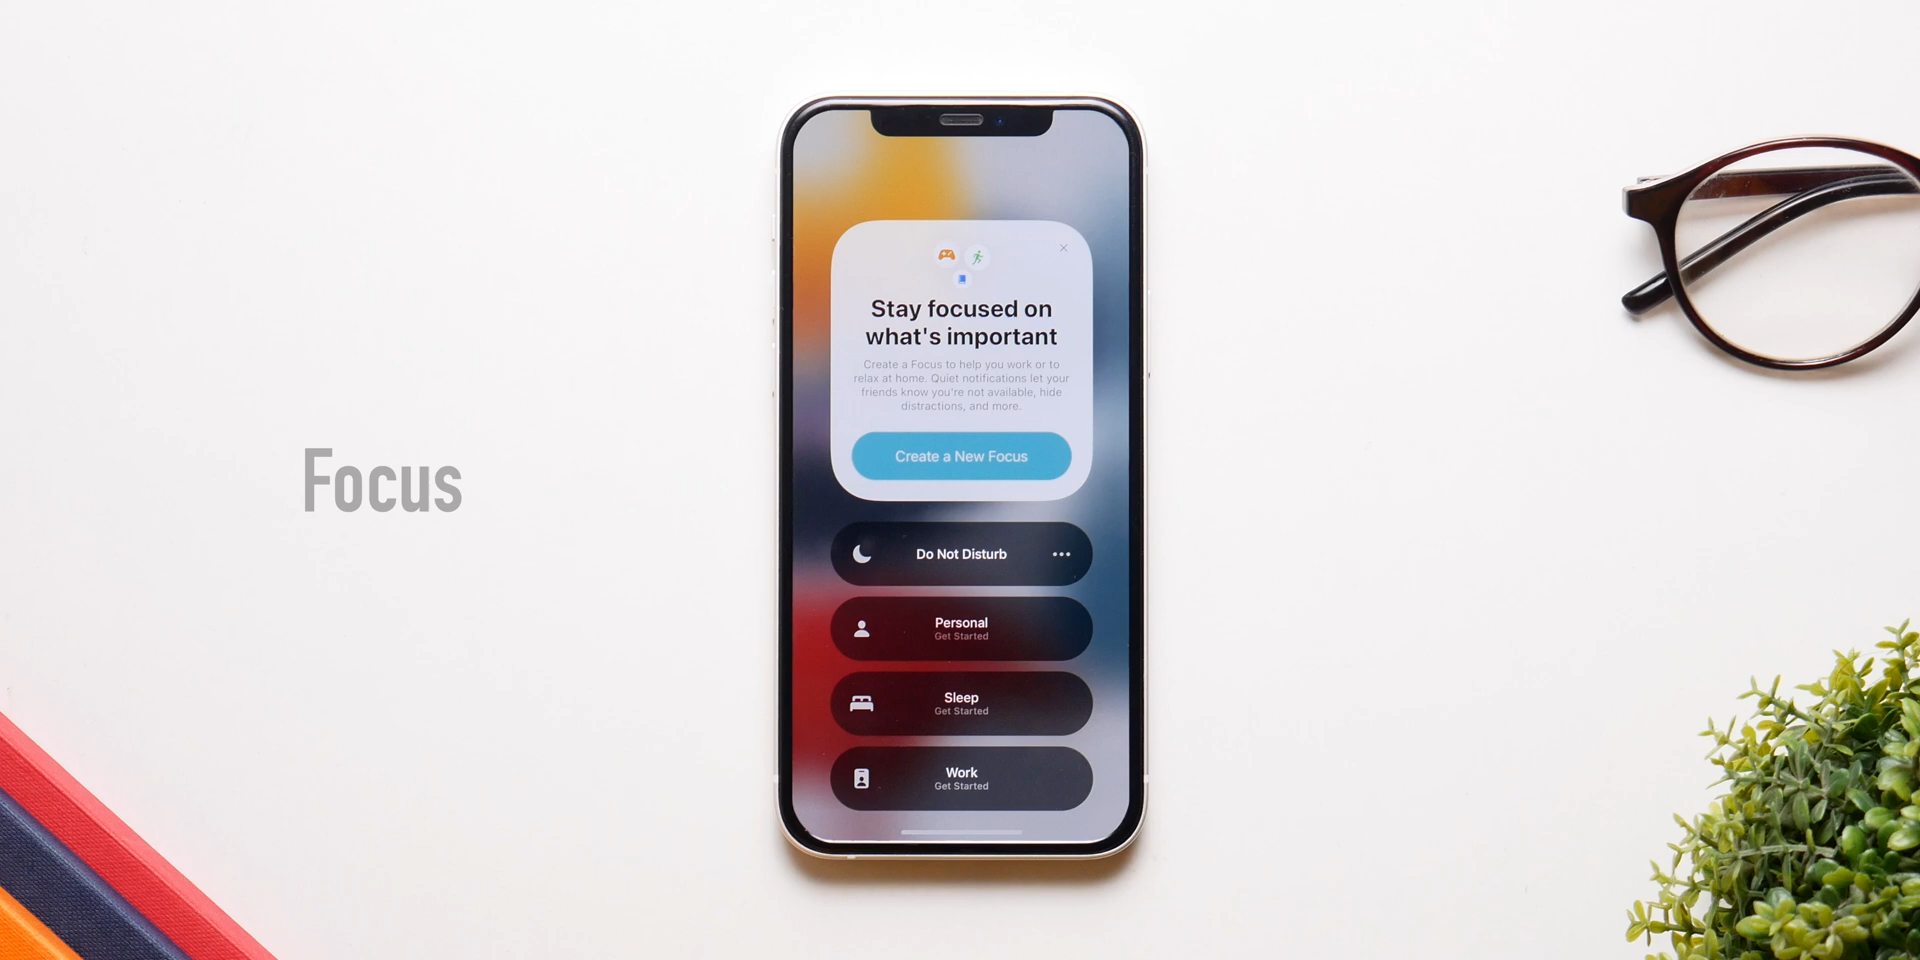 Focus
Stay focused on
what's important
Create a Focus to help you work or to
relax at home. Quiet notifications let your
friends know you're not available, hide
distractions, and more.
Create a New Focus
Do Not Disturb
Personal
Get Started
Sleep
Get Started
Work
Get Started